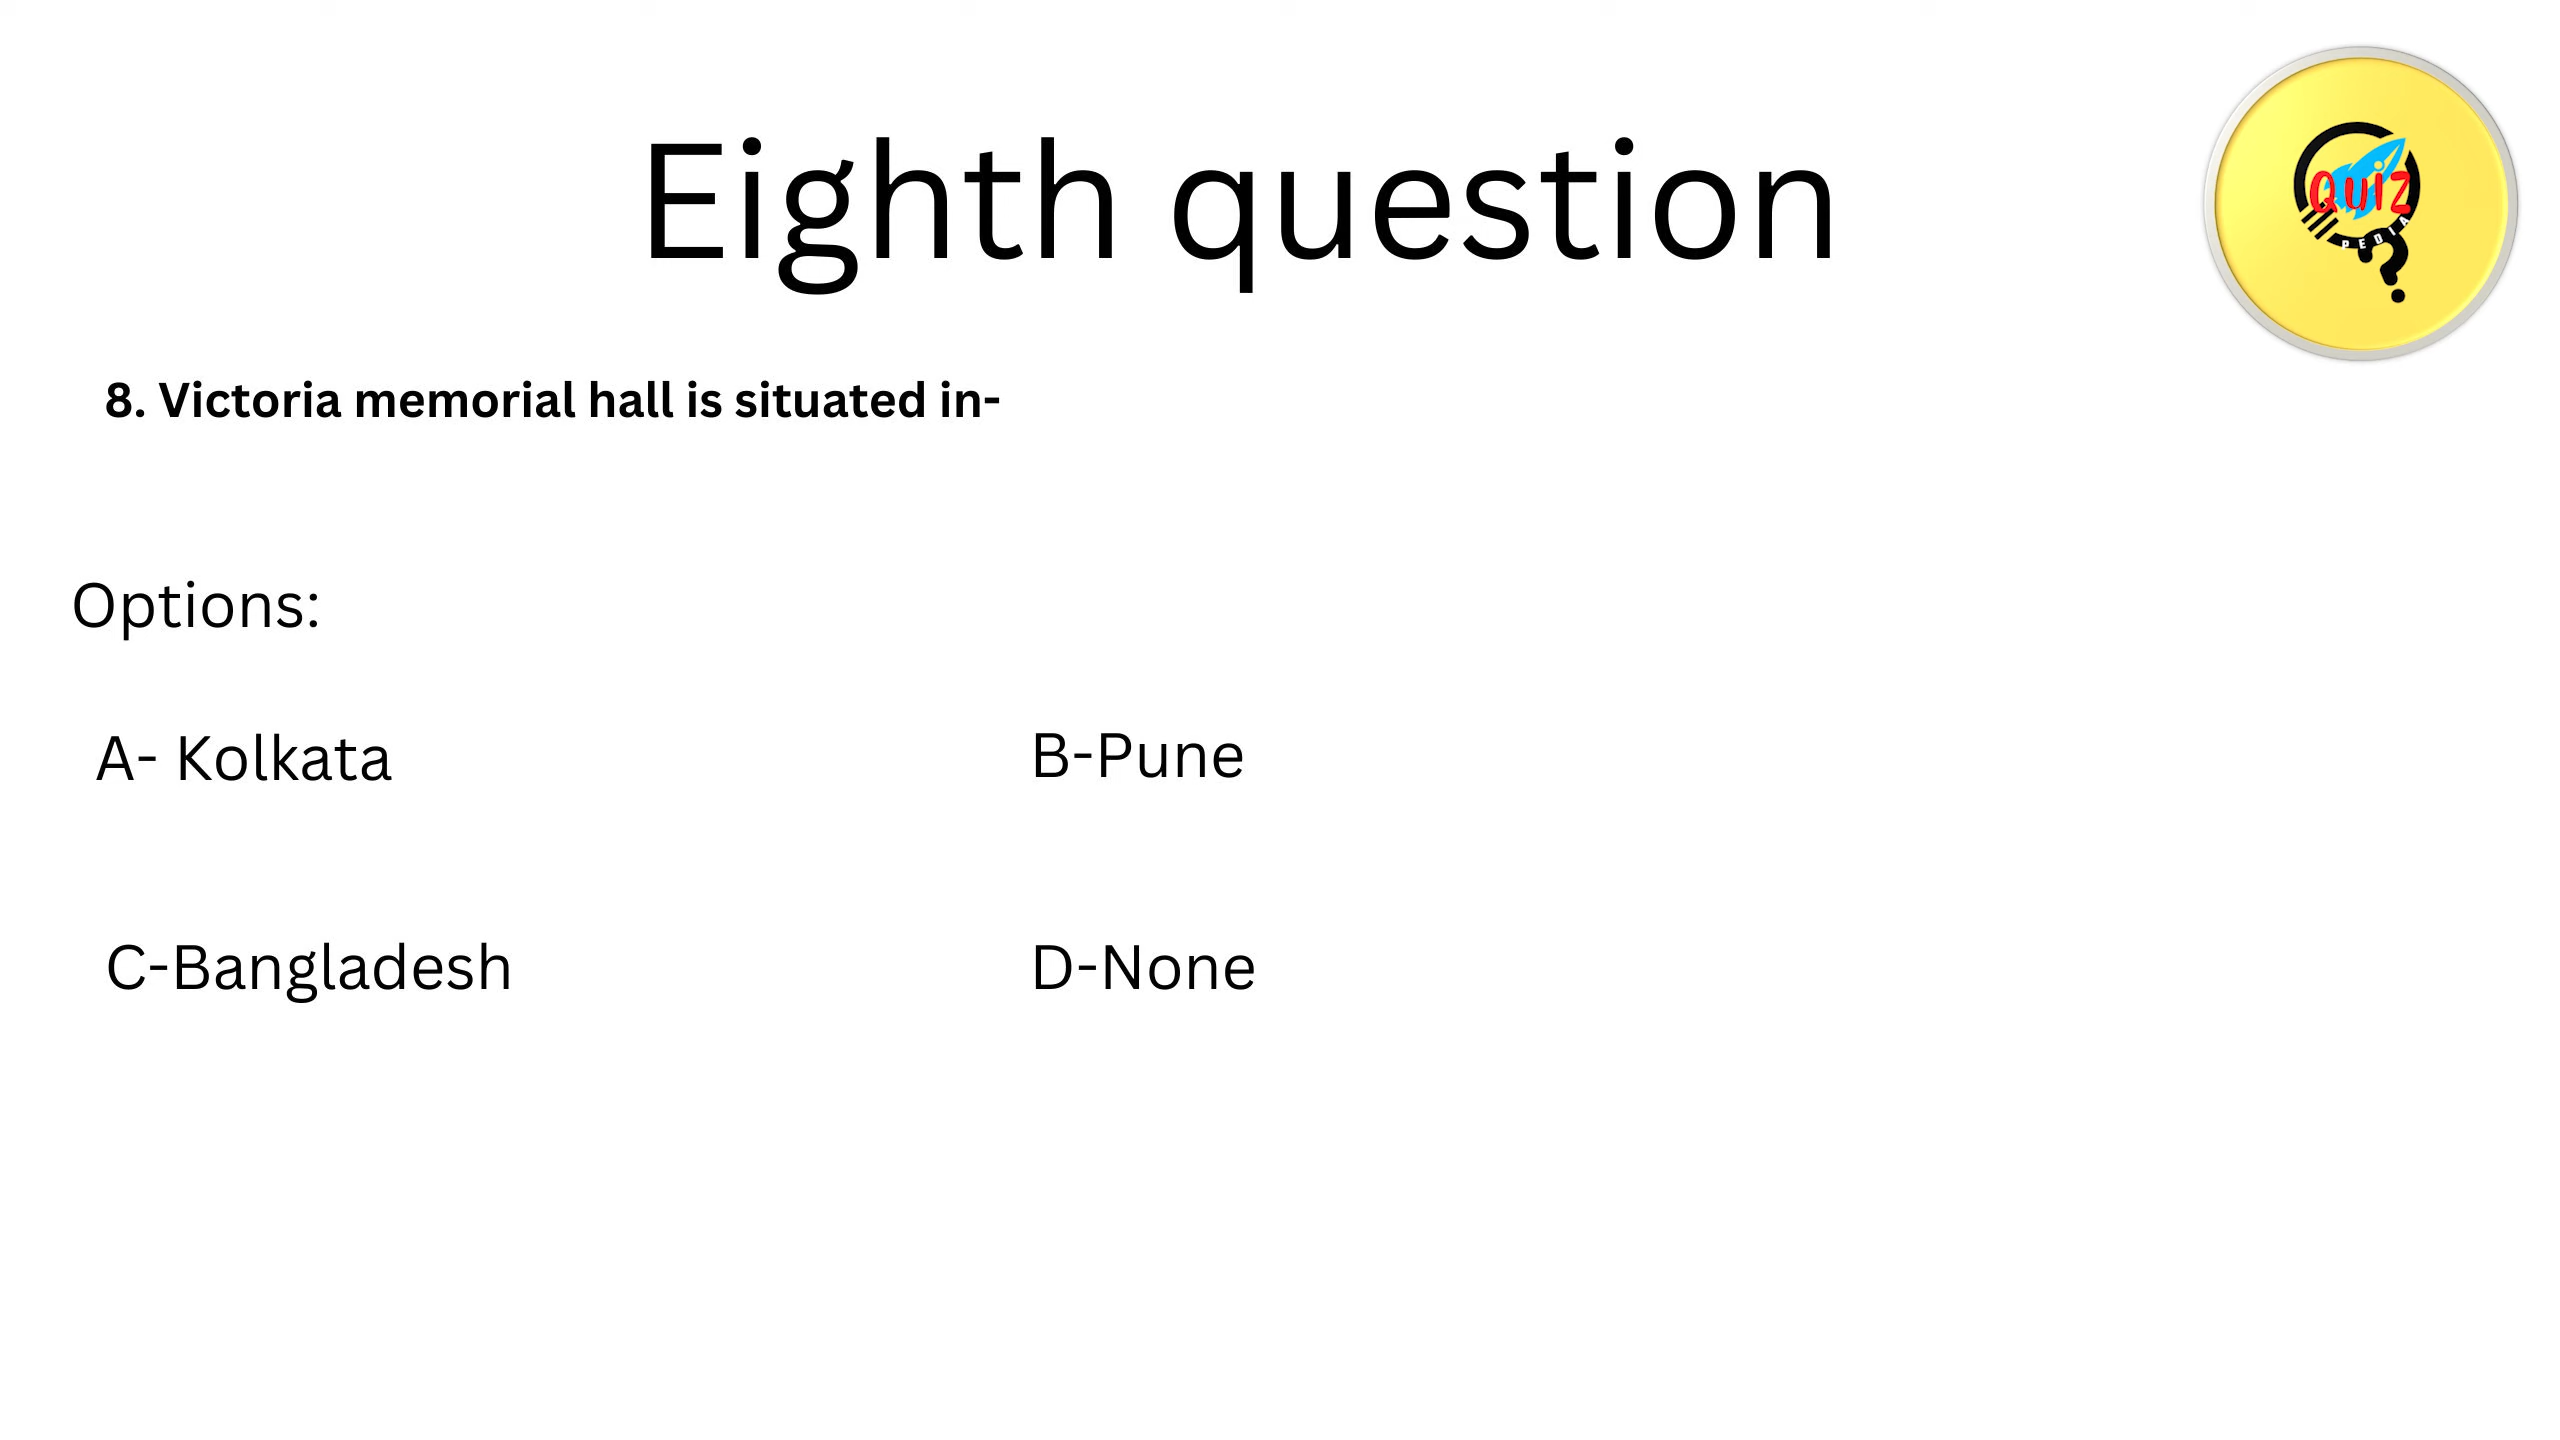 Eighth question
QUIZ
PEDIA
8. Victoria memorial hall is situated in-
Options:
A- Kolkata
B-Pune
C-Bangladesh
D-None